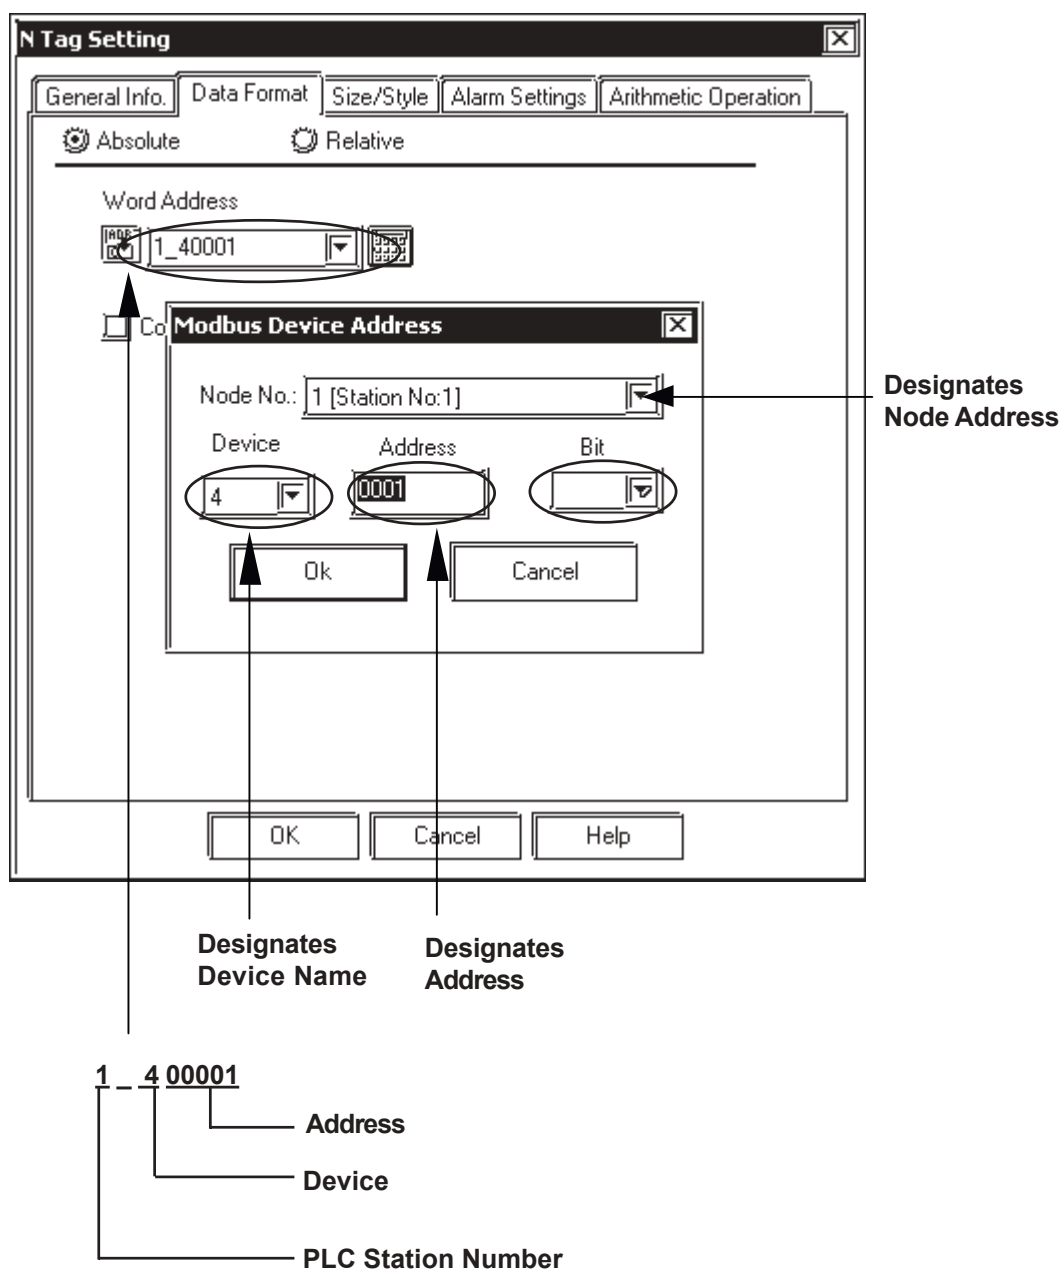 N Tag Setting
General Info. Data Format Size/Style Alarm Settings Arithmetic Operation
Absolute Relative
Word Address
1_40001
Co
Modbus Device Address
Node No.: 1 [Station No:1]
Designates
Node Address
Device Address Bit
4 0001
Ok Cancel
OK Cancel Help
Designates
Device Name
Designates
Address
1 _ 4 00001
Address
Device
PLC Station Number